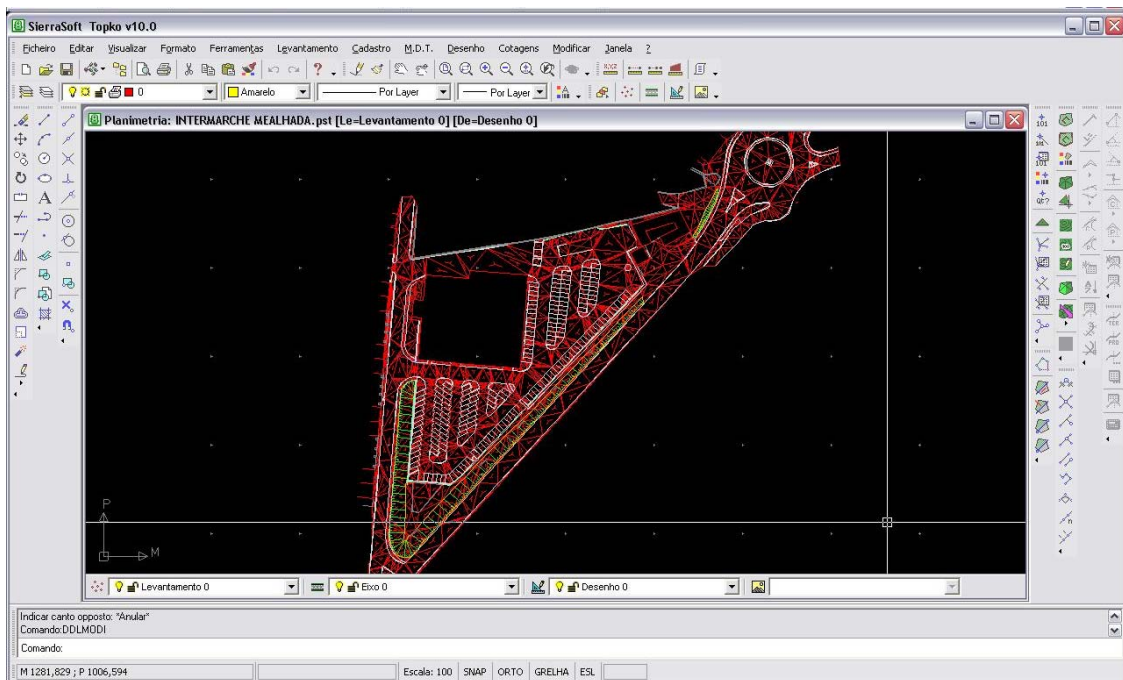 SierraSoft Topko v10.0
Ficheiro Editar Visualizar Formato Ferramentas Levantamento Cadastro M.D.T. Desenho Cotagens Modificar Janela ?
0 Amarelo Por Layer Por Layer
Planimetria: INTERMARCHE MEALHADA.pst [Le=Levantamento 0] [De=Desenho 0]
P
M
Levantamento 0 Eixo 0 Desenho 0
Indicar canto opposto: *Anular*
Comando:DDLMODI
Comando:
M 1281,829 ; P 1006,594 Escala: 100 SNAP ORTO GRELHA ESL